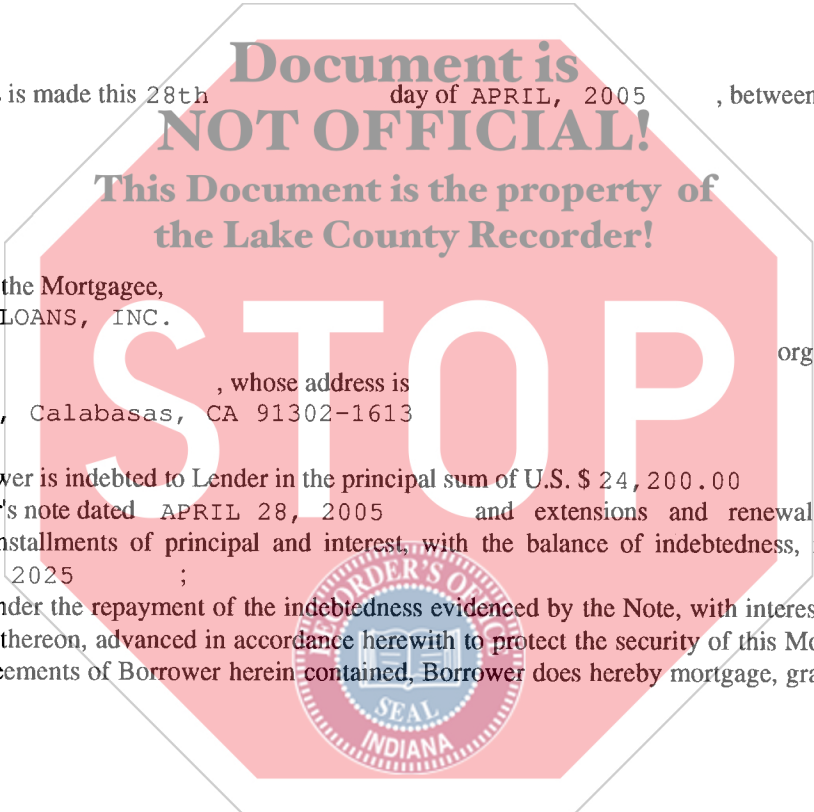 Document is
is made this 28th day of APRIL, 2005 , between
NOT OFFICIAL!
This Document is the property of
the Lake County Recorder!
the Mortgagee,
LOANS, INC.
STOP
org
, whose address is
, Calabasas, CA 91302-1613
wer is indebted to Lender in the principal sum of U.S. $ 24,200.00
's note dated APRIL 28, 2005 and extensions and renewal
nstallments of principal and interest, with the balance of indebtedness,
2025 ;
nder the repayment of the indebtedness evidenced by the Note, with interes
thereon, advanced in accordance herewith to protect the security of this Mo
eements of Borrower herein contained, Borrower does hereby mortgage, gra
RECORDER'S OFFICE
SEAL
INDIANA